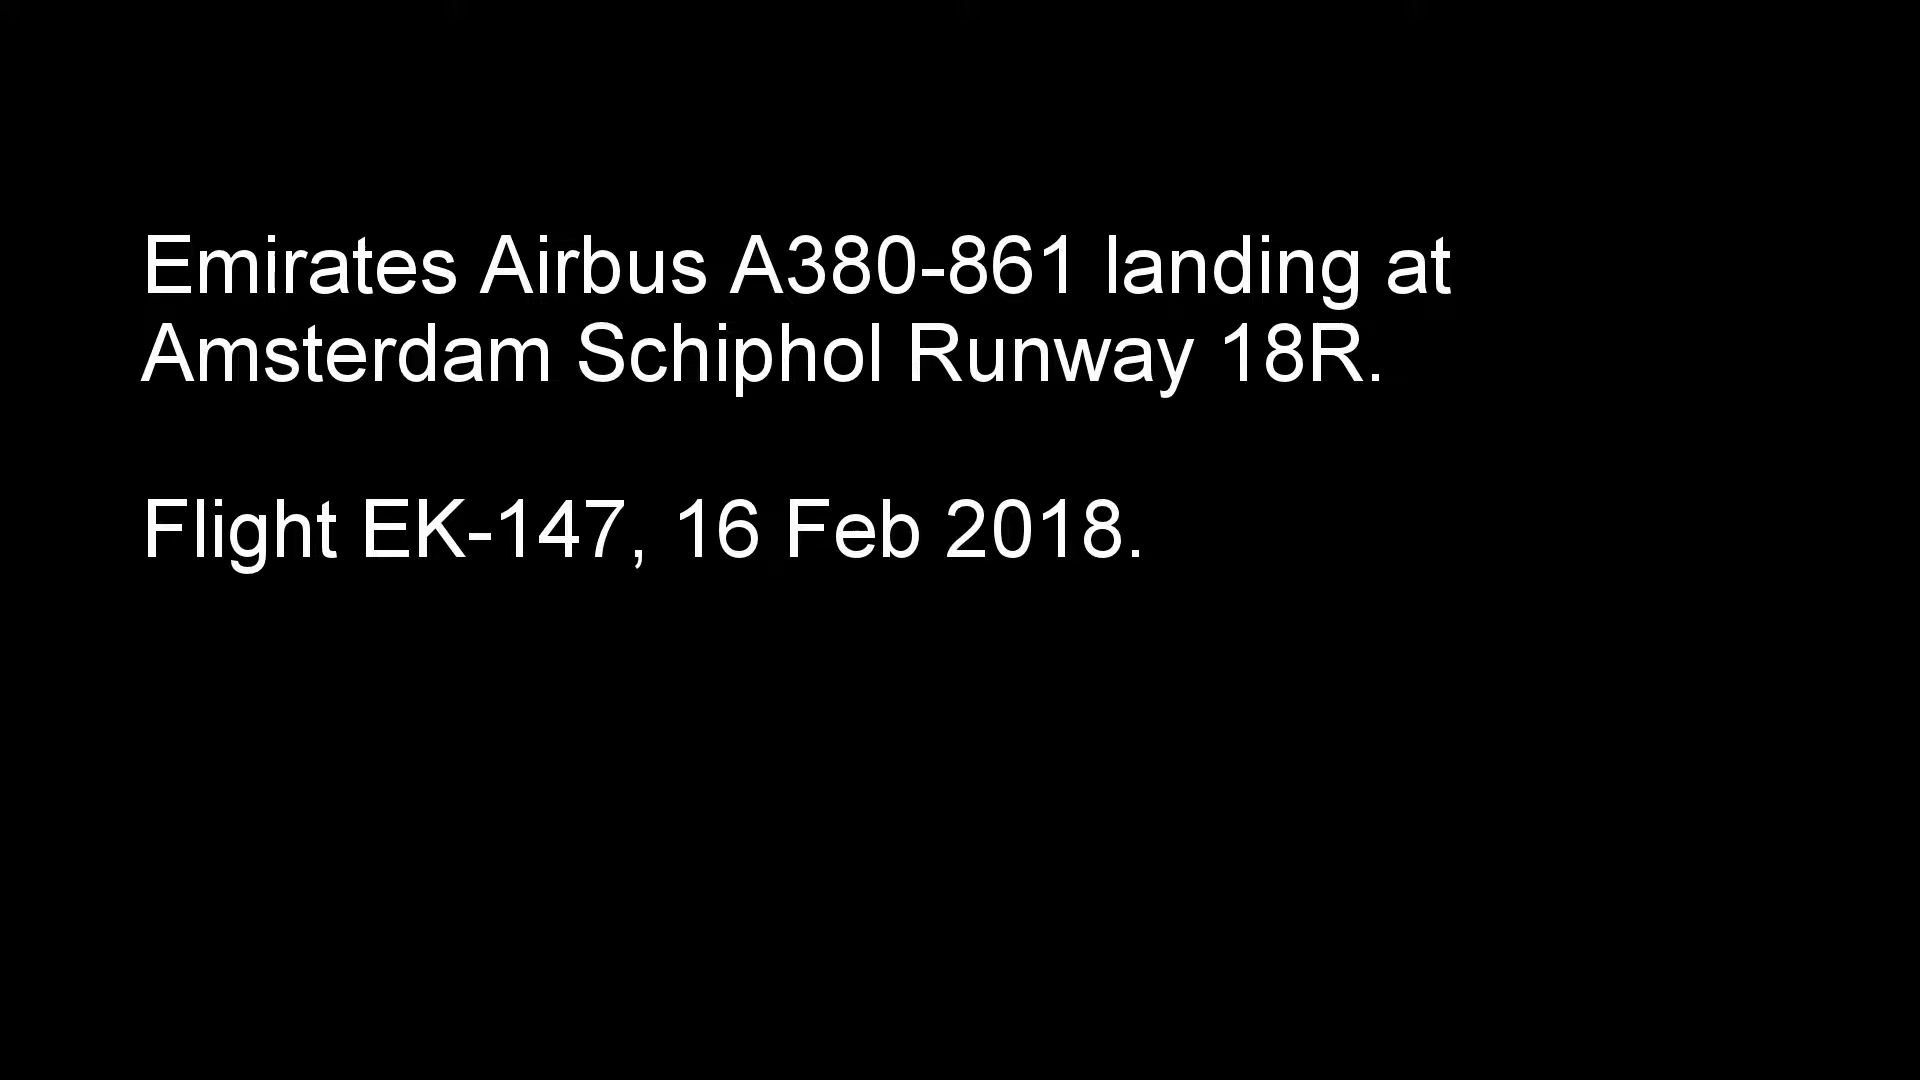 Emirates Airbus A380-861 landing at
Amsterdam Schiphol Runway 18R.
Flight EK-147, 16 Feb 2018.